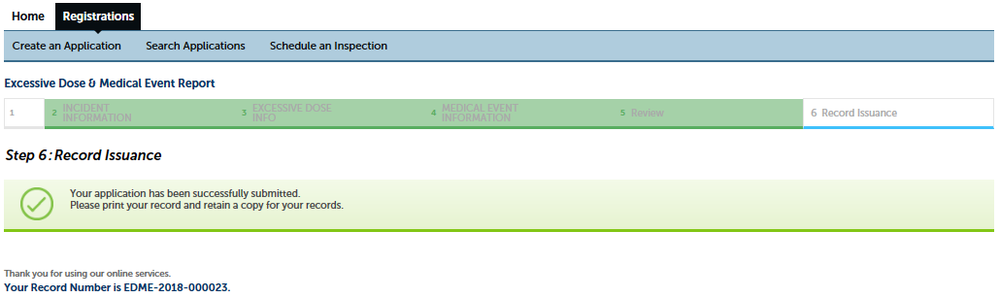 Home Registrations
Create an Application Search Applications Schedule an Inspection
Excessive Dose & Medical Event Report
1 2 INCIDENT INFORMATION 3 EXCESSIVE DOSE INFO 4 MEDICAL EVENT INFORMATION 5 Review 6 Record Issuance
Step 6: Record Issuance
Your application has been successfully submitted.
Please print your record and retain a copy for your records.
Thank you for using our online services.
Your Record Number is EDME-2018-000023.